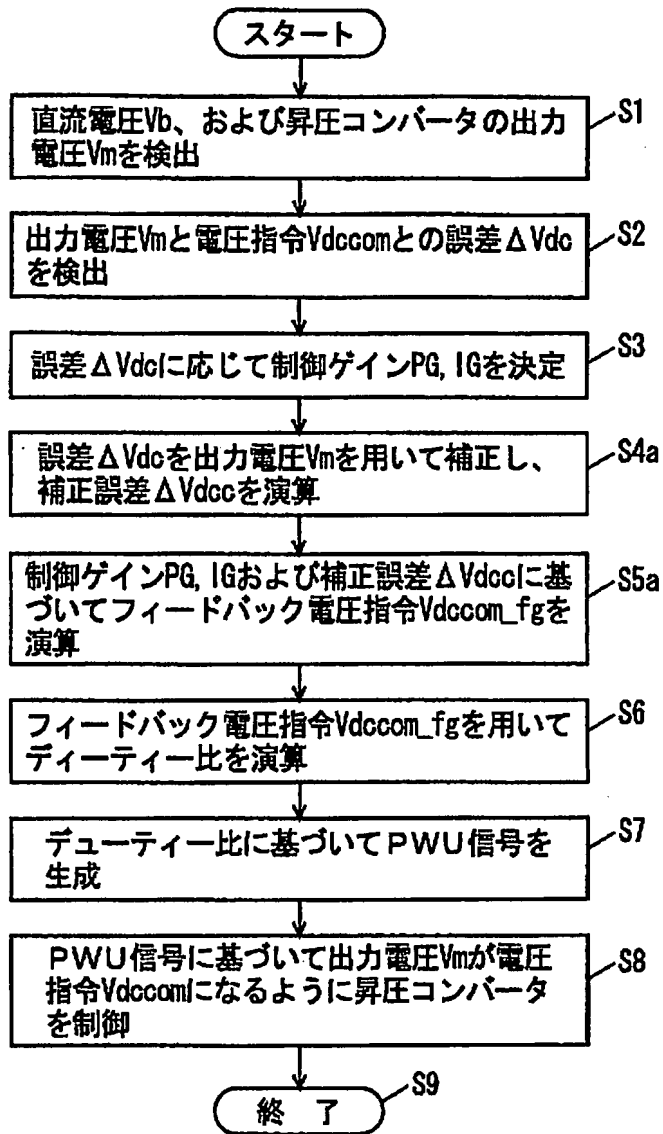 スタート
直流電圧Vb、および昇圧コンバータの出力
電圧Vmを検出
S1
出力電圧Vmと電圧指令Vdccomとの誤差ΔVdc
を検出
S2
誤差ΔVdcに応じて制御ゲインPG, IGを決定
S3
誤差ΔVdcを出力電圧Vmを用いて補正し、
補正誤差ΔVdccを演算
S4a
制御ゲインPG, IGおよび補正誤差ΔVdccに基
づいてフィードバック電圧指令Vdccom_fgを
演算
S5a
フィードバック電圧指令Vdccom_fgを用いて
ディーティー比を演算
S6
デューティー比に基づいてPWU信号を
生成
S7
PWU信号に基づいて出力電圧Vmが電圧
指令Vdccomになるように昇圧コンバータ
を制御
S8
終 了
S9